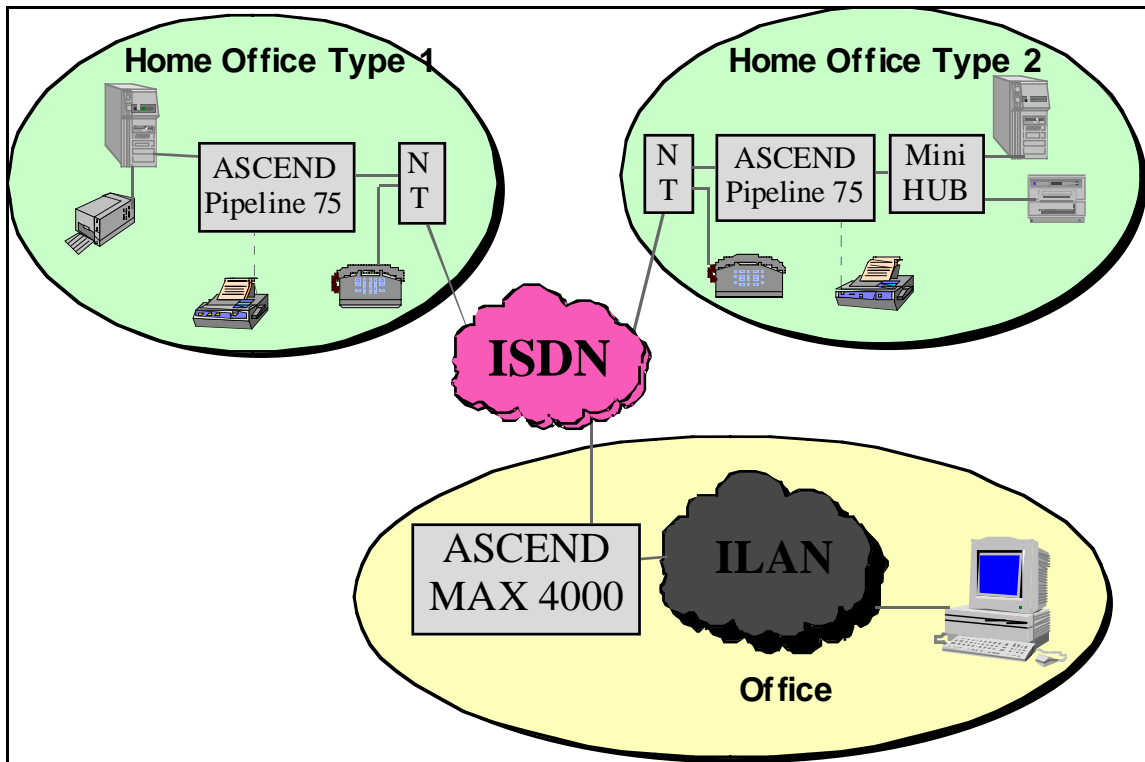 Home Office Type 1
Home Office Type 2
ASCEND
Pipeline 75
N
T
N
T
ASCEND
Pipeline 75
Mini
HUB
ISDN
ASCEND
MAX 4000
ILAN
Office